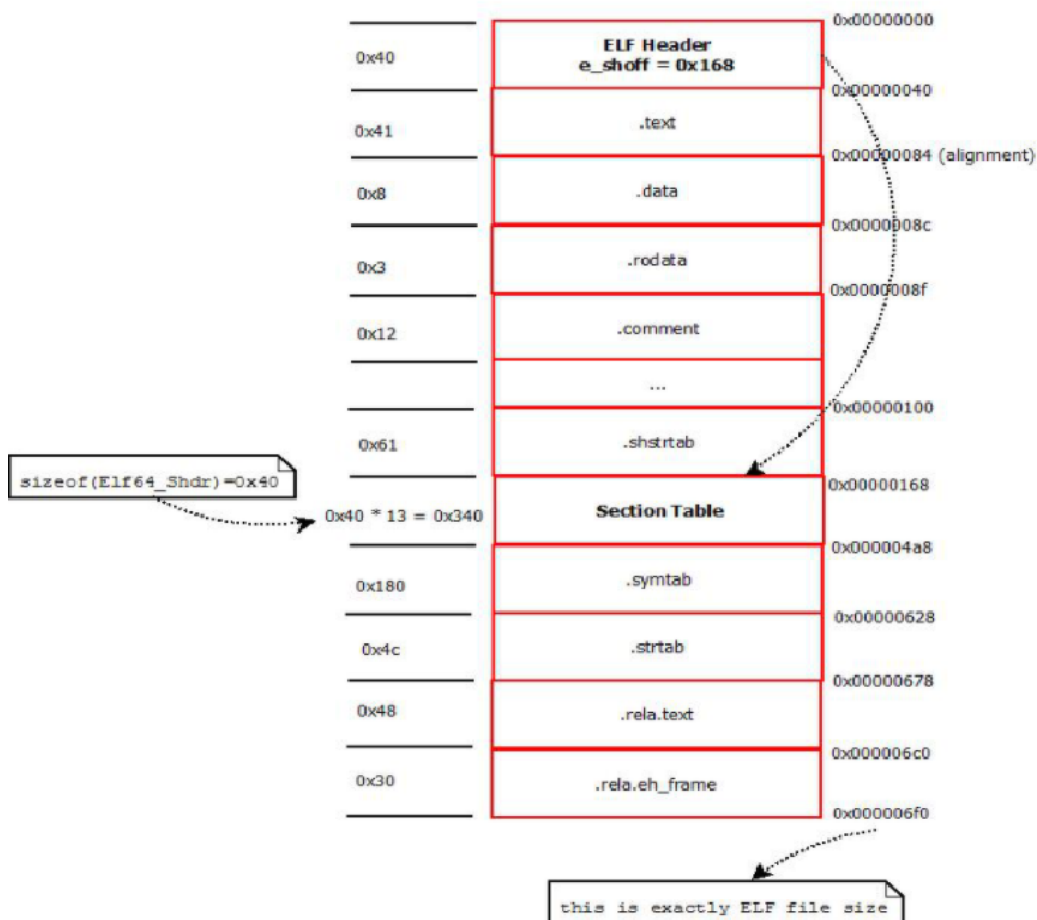 0x00000000
0x40
ELF Header
e_shoff = 0x168
0x00000040
0x41
.text
0x00000084 (alignment)
0x8
.data
0x0000008c
0x3
.rodata
0x0000008f
0x12
.comment
...
0x00000100
0x61
.shstrtab
sizeof(Elf64_Shdr)=0x40
0x00000168
0x40 * 13 = 0x340
Section Table
0x000004a8
0x180
.symtab
0x00000628
0x4c
.strtab
0x00000678
0x48
.rela.text
0x000006c0
0x30
.rela.eh_frame
0x000006f0
this is exactly ELF file size